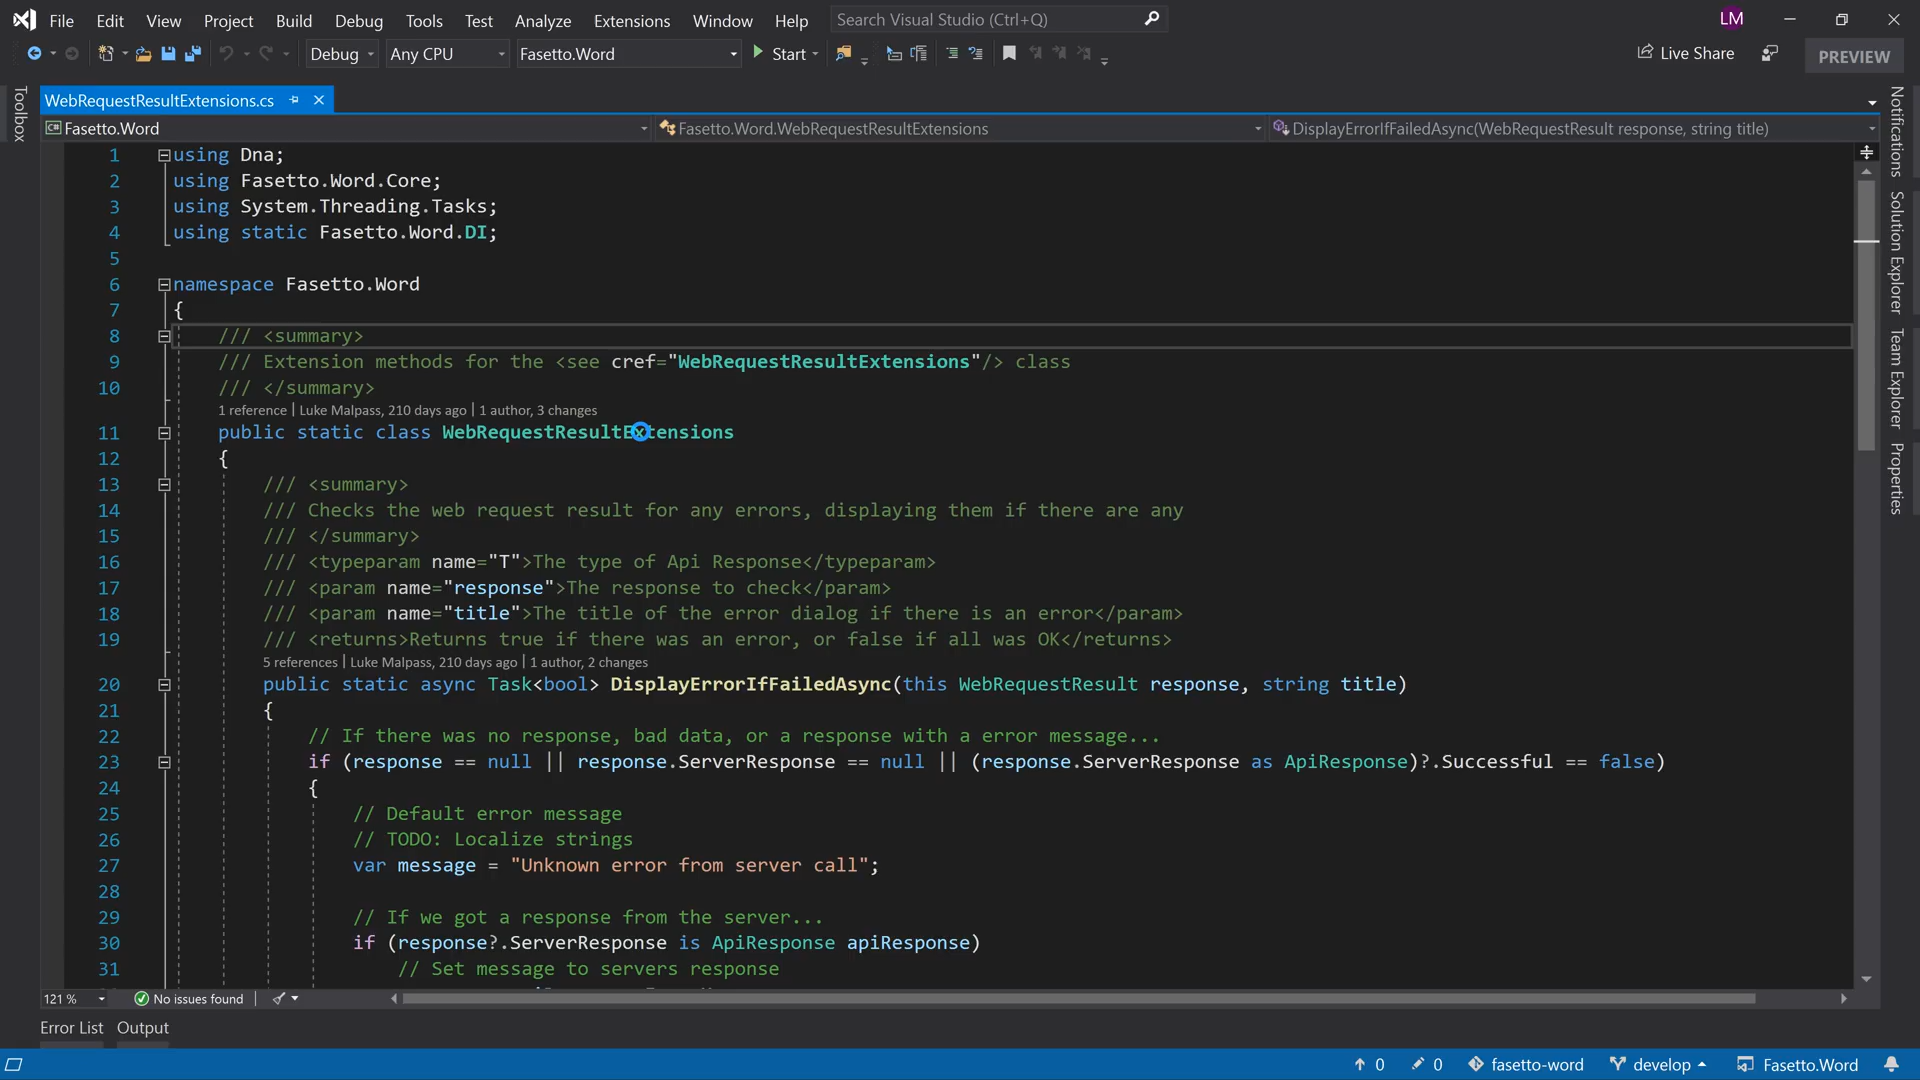 File Edit View Project Build Debug Tools Test Analyze Extensions Window Help Search Visual Studio (Ctrl+Q) LM
Debug Any CPU Fasetto.Word Start Live Share PREVIEW
WebRequestResultExtensions.cs
Fasetto.Word Fasetto.Word.WebRequestResultExtensions DisplayErrorIfFailedAsync(WebRequestResult response, string title)
Toolbox
Notifications
Solution Explorer
Team Explorer
Properties
1 using Dna;
2 using Fasetto.Word.Core;
3 using System.Threading.Tasks;
4 using static Fasetto.Word.DI;
5
6 namespace Fasetto.Word
7 {
8 /// <summary>
9 /// Extension methods for the <see cref="WebRequestResultExtensions"/> class
10 /// </summary>
1 reference | Luke Malpass, 210 days ago | 1 author, 3 changes
11 public static class WebRequestResultExtensions
12 {
13 /// <summary>
14 /// Checks the web request result for any errors, displaying them if there are any
15 /// </summary>
16 /// <typeparam name="T">The type of Api Response</typeparam>
17 /// <param name="response">The response to check</param>
18 /// <param name="title">The title of the error dialog if there is an error</param>
19 /// <returns>Returns true if there was an error, or false if all was OK</returns>
5 references | Luke Malpass, 210 days ago | 1 author, 2 changes
20 public static async Task<bool> DisplayErrorIfFailedAsync(this WebRequestResult response, string title)
21 {
22 // If there was no response, bad data, or a response with a error message...
23 if (response == null || response.ServerResponse == null || (response.ServerResponse as ApiResponse)?.Successful == false)
24 {
25 // Default error message
26 // TODO: Localize strings
27 var message = "Unknown error from server call";
28
29 // If we got a response from the server...
30 if (response?.ServerResponse is ApiResponse apiResponse)
31 // Set message to servers response
121 % No issues found
Error List Output
0 0 fasetto-word develop Fasetto.Word